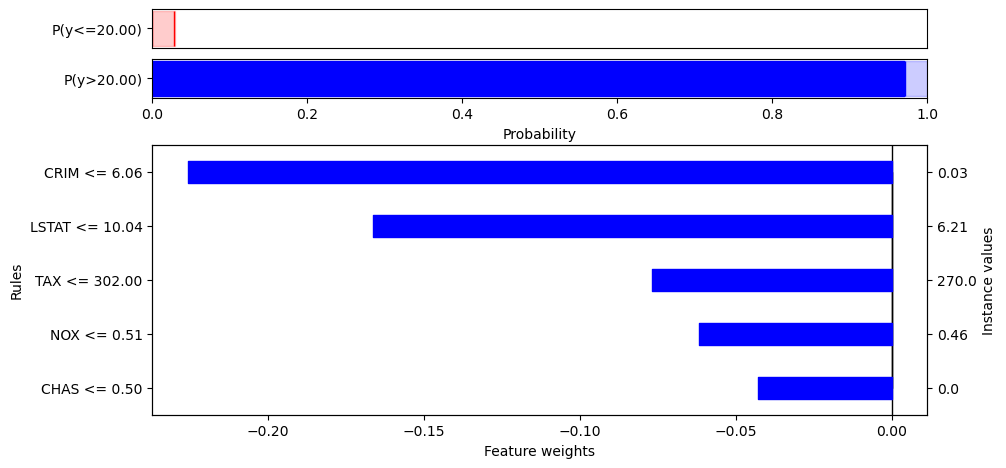 P(y<=20.00)
P(y>20.00)
0.0 0.2 0.4 0.6 0.8 1.0
Probability
Rules
CRIM <= 6.06 0.03
LSTAT <= 10.04 6.21
TAX <= 302.00 270.0
NOX <= 0.51 0.46
CHAS <= 0.50 0.0
Instance values
−0.20 −0.15 −0.10 −0.05 0.00
Feature weights